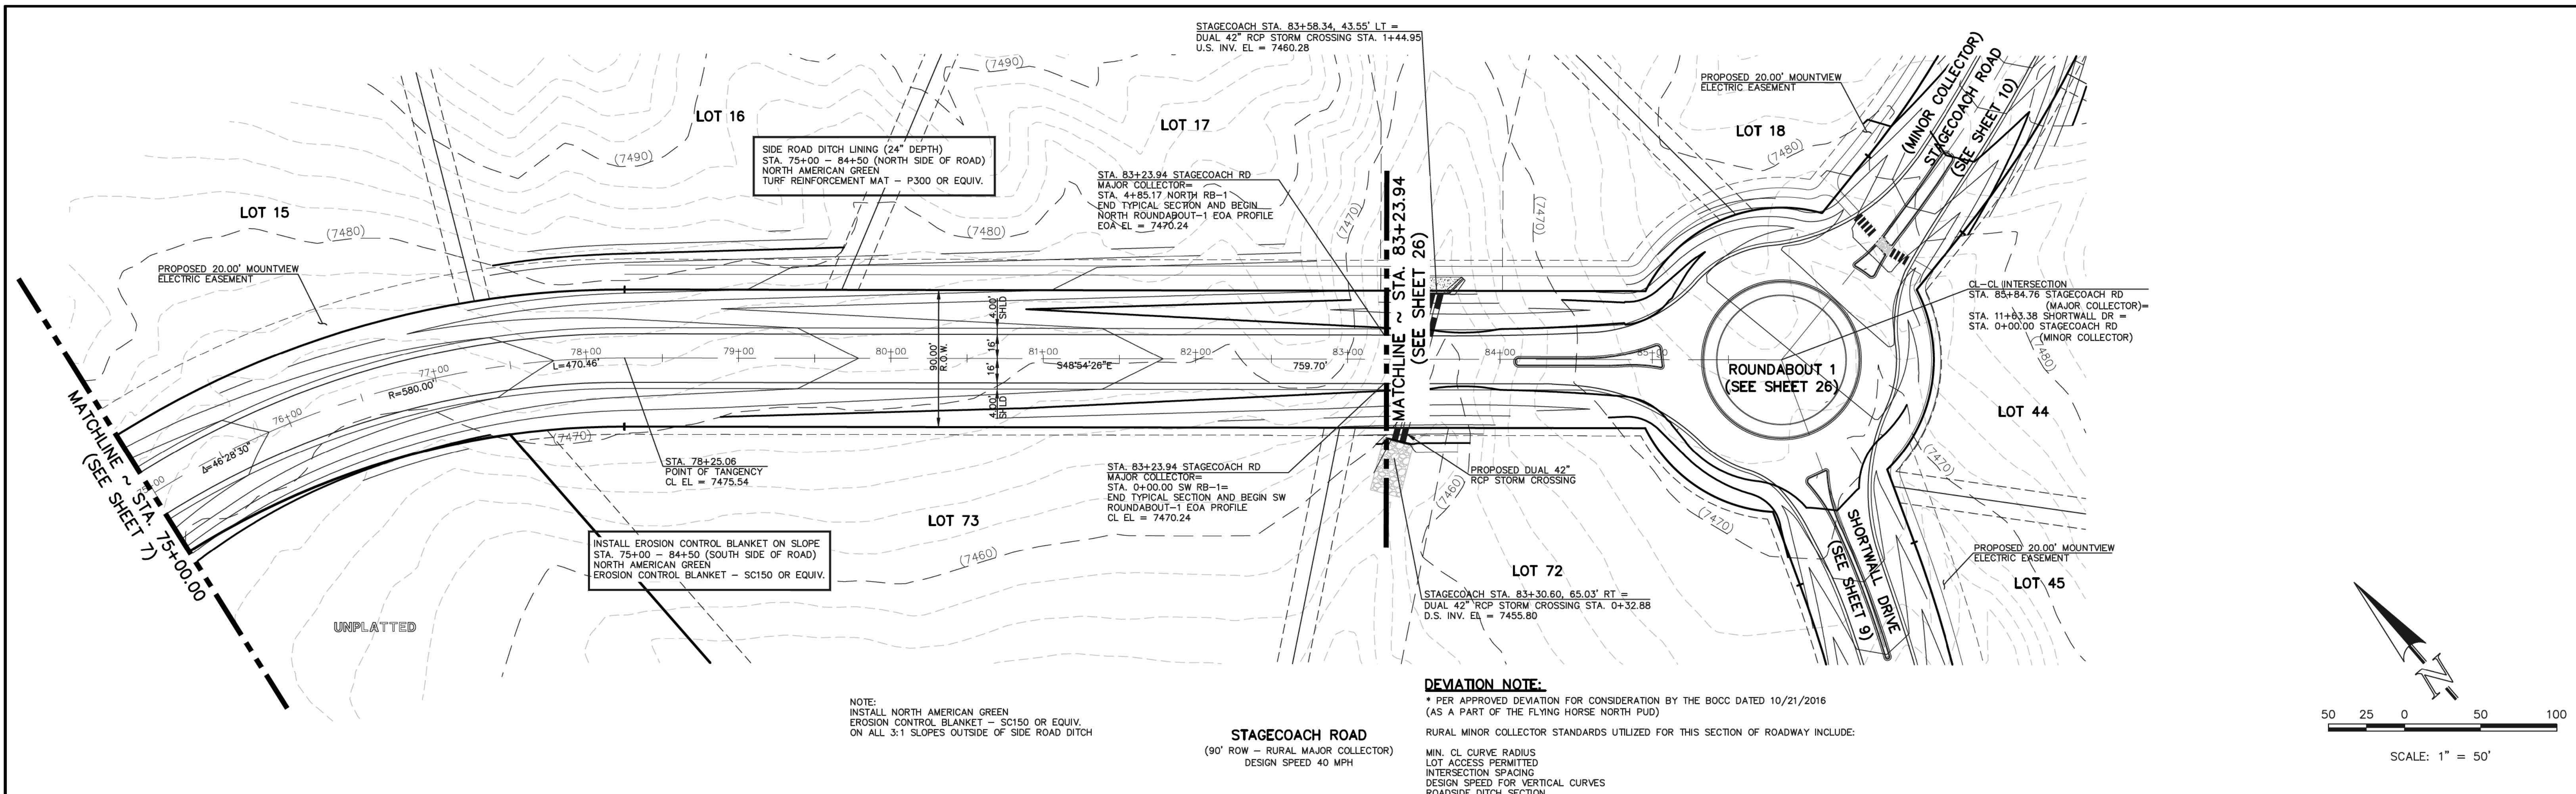 STAGECOACH STA. 83+58.34, 43.55' LT =
DUAL 42" RCP STORM CROSSING STA. 1+44.95
U.S. INV. EL = 7460.28
(7490)
LOT 16
LOT 17
PROPOSED 20.00' MOUNTVIEW
ELECTRIC EASEMENT
LOT 18
(7480)
(MINOR COLLECTOR)
STAGECOACH ROAD
(SEE SHEET 10)
(7490)
SIDE ROAD DITCH LINING (24" DEPTH)
STA. 75+00 – 84+50 (NORTH SIDE OF ROAD)
NORTH AMERICAN GREEN
TURF REINFORCEMENT MAT – P300 OR EQUIV.
STA. 83+23.94 STAGECOACH RD
MAJOR COLLECTOR=
STA. 4+85.17 NORTH RB-1
END TYPICAL SECTION AND BEGIN
NORTH ROUNDABOUT-1 EOA PROFILE
EOA EL = 7470.24
LOT 15
(7480)
(7480)
(7470)
(7470)
MATCHLINE ~ STA. 83+23.94
(SEE SHEET 26)
PROPOSED 20.00' MOUNTVIEW
ELECTRIC EASEMENT
CL-CL INTERSECTION
STA. 85+84.76 STAGECOACH RD
(MAJOR COLLECTOR)=
STA. 11+63.38 SHORTWALL DR =
STA. 0+00.00 STAGECOACH RD
(MINOR COLLECTOR)
(7480)
4.00'
SHLD
16'
90.00'
R.O.W.
16'
4.00'
SHLD
75+00
76+00
77+00
78+00
79+00
80+00
81+00
82+00
83+00
84+00
85+00
L=470.46'
R=580.00'
Δ=46°28'30"
S48°54'26"E
759.70'
ROUNDABOUT 1
(SEE SHEET 26)
LOT 44
MATCHLINE ~ STA. 75+00.00
(SEE SHEET 7)
(7470)
STA. 78+25.06
POINT OF TANGENCY
CL EL = 7475.54
STA. 83+23.94 STAGECOACH RD
MAJOR COLLECTOR=
STA. 0+00.00 SW RB-1=
END TYPICAL SECTION AND BEGIN SW
ROUNDABOUT-1 EOA PROFILE
CL EL = 7470.24
PROPOSED DUAL 42"
RCP STORM CROSSING
(7460)
(7470)
(7470)
LOT 73
INSTALL EROSION CONTROL BLANKET ON SLOPE
STA. 75+00 – 84+50 (SOUTH SIDE OF ROAD)
NORTH AMERICAN GREEN
EROSION CONTROL BLANKET – SC150 OR EQUIV.
(7460)
LOT 72
SHORTWALL DRIVE
(SEE SHEET 9)
PROPOSED 20.00' MOUNTVIEW
ELECTRIC EASEMENT
LOT 45
STAGECOACH STA. 83+30.60, 65.03' RT =
DUAL 42" RCP STORM CROSSING STA. 0+32.88
D.S. INV. EL = 7455.80
UNPLATTED
NOTE:
INSTALL NORTH AMERICAN GREEN
EROSION CONTROL BLANKET – SC150 OR EQUIV.
ON ALL 3:1 SLOPES OUTSIDE OF SIDE ROAD DITCH
STAGECOACH ROAD
(90' ROW – RURAL MAJOR COLLECTOR)
DESIGN SPEED 40 MPH
DEVIATION NOTE:
* PER APPROVED DEVIATION FOR CONSIDERATION BY THE BOCC DATED 10/21/2016
(AS A PART OF THE FLYING HORSE NORTH PUD)
RURAL MINOR COLLECTOR STANDARDS UTILIZED FOR THIS SECTION OF ROADWAY INCLUDE:
MIN. CL CURVE RADIUS
LOT ACCESS PERMITTED
INTERSECTION SPACING
DESIGN SPEED FOR VERTICAL CURVES
ROADSIDE DITCH SECTION
N
50 25 0 50 100
SCALE: 1" = 50'